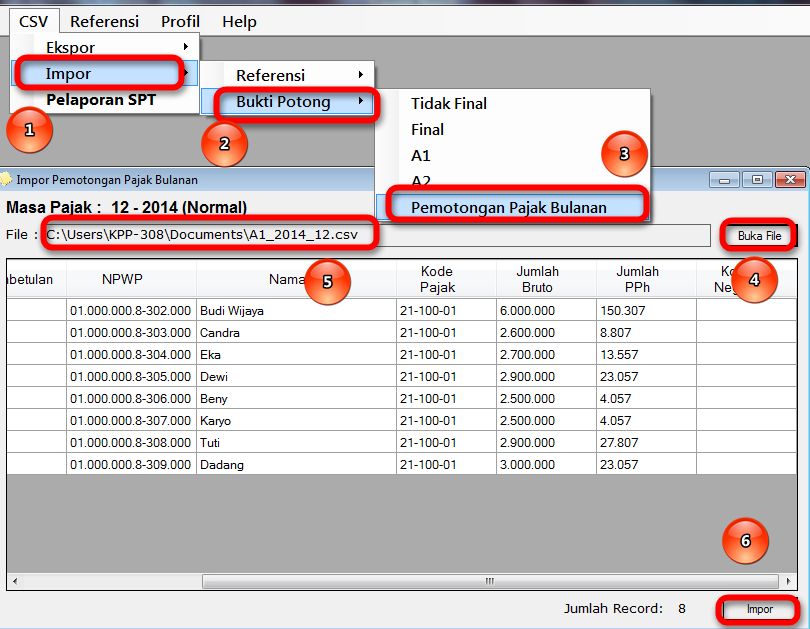 CSV Referensi Profil Help
Ekspor
Impor
Pelaporan SPT
Referensi
Bukti Potong
Tidak Final
Final
A1
A2
Pemotongan Pajak Bulanan
1
2
3
Impor Pemotongan Pajak Bulanan
Masa Pajak : 12 - 2014 (Normal)
File : C:\Users\KPP-308\Documents\A1_2014_12.csv Buka File
5
4
betulan NPWP Nama Kode Pajak Jumlah Bruto Jumlah PPh
01.000.000.8-302.000 Budi Wijaya 21-100-01 6.000.000 150.307
01.000.000.8-303.000 Candra 21-100-01 2.600.000 8.807
01.000.000.8-304.000 Eka 21-100-01 2.700.000 13.557
01.000.000.8-305.000 Dewi 21-100-01 2.900.000 23.057
01.000.000.8-306.000 Beny 21-100-01 2.500.000 4.057
01.000.000.8-307.000 Karyo 21-100-01 2.500.000 4.057
01.000.000.8-308.000 Tuti 21-100-01 2.900.000 27.807
01.000.000.8-309.000 Dadang 21-100-01 3.000.000 23.057
6
Jumlah Record: 8 Impor